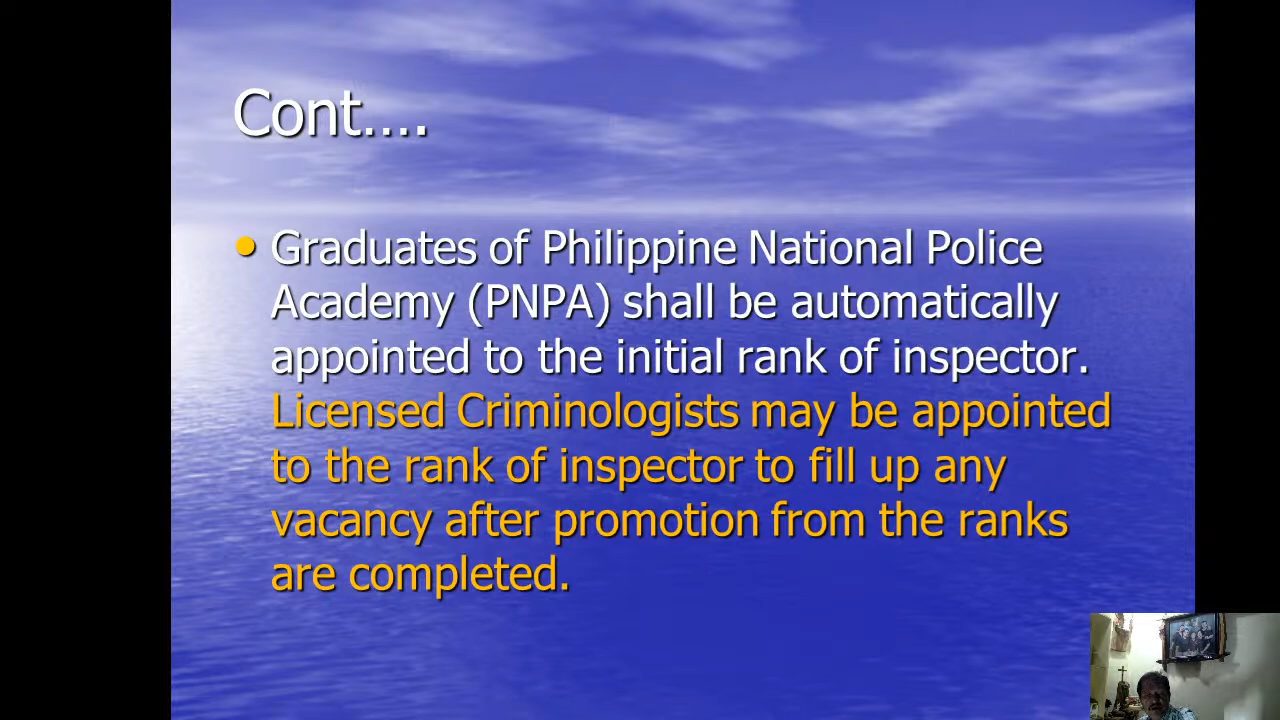 Cont....
• Graduates of Philippine National Police
Academy (PNPA) shall be automatically
appointed to the initial rank of inspector.
Licensed Criminologists may be appointed
to the rank of inspector to fill up any
vacancy after promotion from the ranks
are completed.